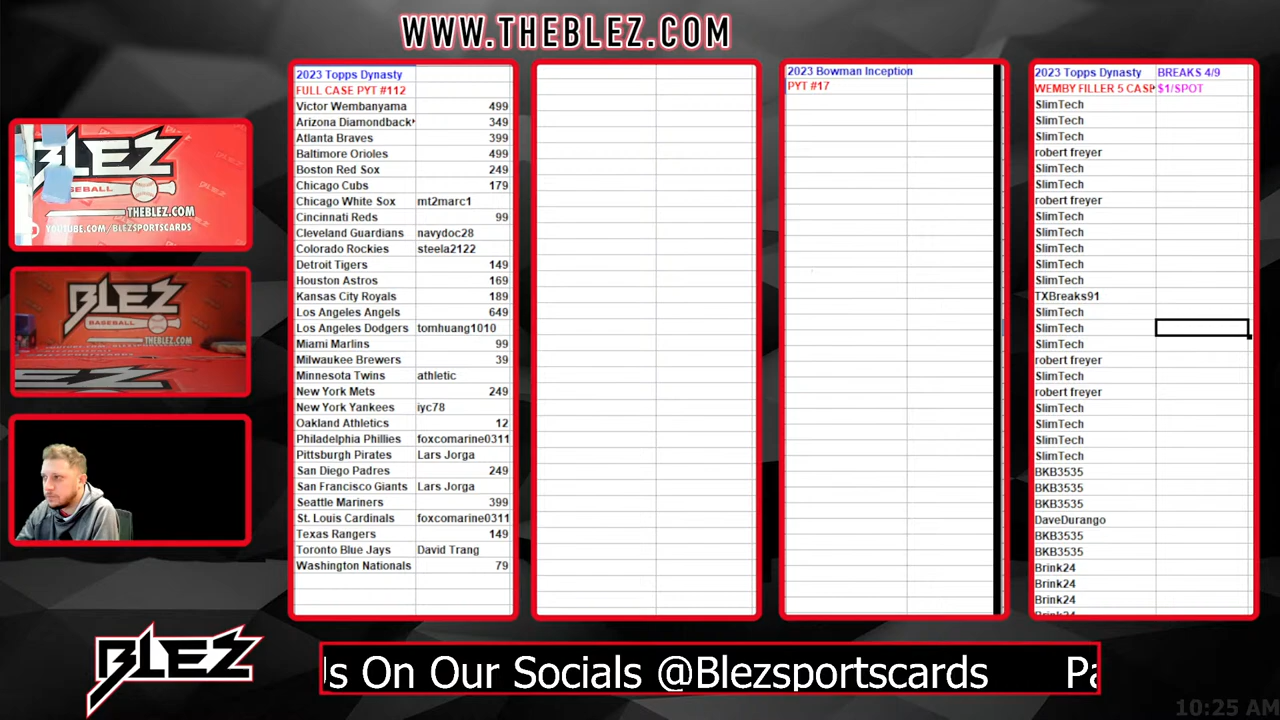 WWW.THEBLEZ.COM
BLEZ
BASEBALL
THEBLEZ.COM
YOUTUBE.COM/BLEZSPORTSCARDS
BLEZ
BASEBALL
THEBLEZ.COM
2023 Topps Dynasty
FULL CASE PYT #112
Victor Wembanyama 499
Arizona Diamondback 349
Atlanta Braves 399
Baltimore Orioles 499
Boston Red Sox 249
Chicago Cubs 179
Chicago White Sox mt2marc1
Cincinnati Reds 99
Cleveland Guardians navydoc28
Colorado Rockies steela2122
Detroit Tigers 149
Houston Astros 169
Kansas City Royals 189
Los Angeles Angels 649
Los Angeles Dodgers tomhuang1010
Miami Marlins 99
Milwaukee Brewers 39
Minnesota Twins athletic
New York Mets 249
New York Yankees iyc78
Oakland Athletics 12
Philadelphia Phillies foxcomarine0311
Pittsburgh Pirates Lars Jorga
San Diego Padres 249
San Francisco Giants Lars Jorga
Seattle Mariners 399
St. Louis Cardinals foxcomarine0311
Texas Rangers 149
Toronto Blue Jays David Trang
Washington Nationals 79
2023 Bowman Inception
PYT #17
2023 Topps Dynasty BREAKS 4/9
WEMBY FILLER 5 CASE $1/SPOT
SlimTech
SlimTech
SlimTech
robert freyer
SlimTech
SlimTech
robert freyer
SlimTech
SlimTech
SlimTech
SlimTech
SlimTech
TXBreaks91
SlimTech
SlimTech
SlimTech
robert freyer
SlimTech
robert freyer
SlimTech
SlimTech
SlimTech
SlimTech
BKB3535
BKB3535
BKB3535
DaveDurango
BKB3535
BKB3535
Brink24
Brink24
Brink24
Brink24
BLEZ
Us On Our Socials @Blezsportscards Pa
10:25 AM